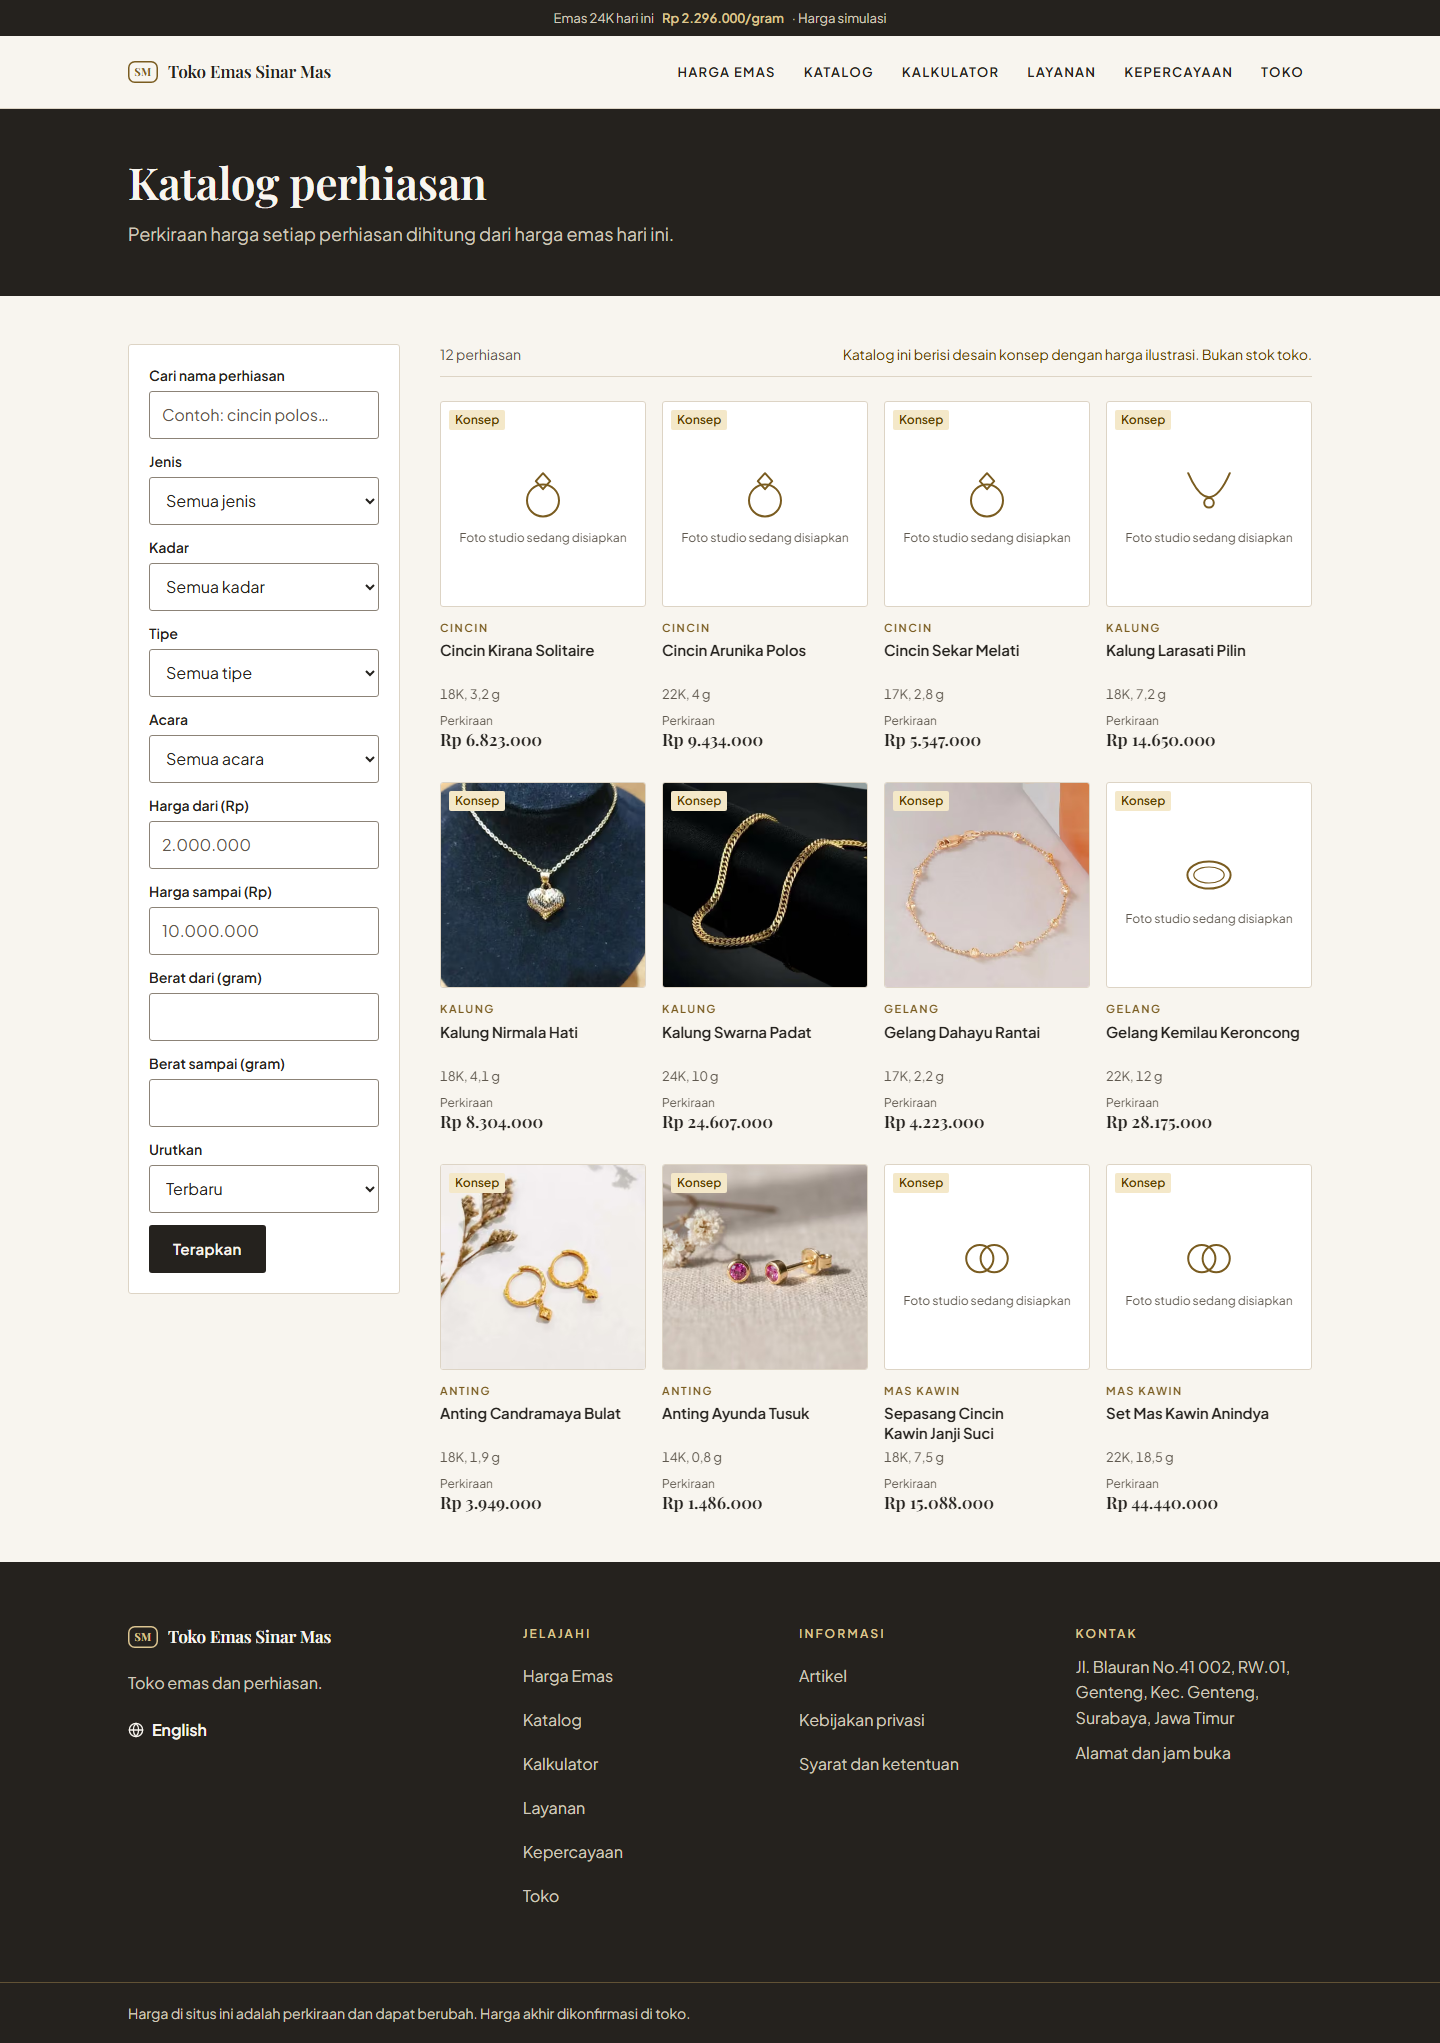 Emas 24K hari ini Rp 2.296.000/gram · Harga simulasi
SM Toko Emas Sinar Mas
HARGA EMAS KATALOG KALKULATOR LAYANAN KEPERCAYAAN TOKO
Katalog perhiasan
Perkiraan harga setiap perhiasan dihitung dari harga emas hari ini.
Cari nama perhiasan
Contoh: cincin polos...
Jenis
Semua jenis
Kadar
Semua kadar
Tipe
Semua tipe
Acara
Semua acara
Harga dari (Rp)
2.000.000
Harga sampai (Rp)
10.000.000
Berat dari (gram)
Berat sampai (gram)
Urutkan
Terbaru
Terapkan
12 perhiasan
Katalog ini berisi desain konsep dengan harga ilustrasi. Bukan stok toko.
Konsep
Foto studio sedang disiapkan
CINCIN
Cincin Kirana Solitaire
18K, 3,2 g
Perkiraan
Rp 6.823.000
Konsep
Foto studio sedang disiapkan
CINCIN
Cincin Arunika Polos
22K, 4 g
Perkiraan
Rp 9.434.000
Konsep
Foto studio sedang disiapkan
CINCIN
Cincin Sekar Melati
17K, 2,8 g
Perkiraan
Rp 5.547.000
Konsep
Foto studio sedang disiapkan
KALUNG
Kalung Larasati Pilin
18K, 7,2 g
Perkiraan
Rp 14.650.000
Konsep
KALUNG
Kalung Nirmala Hati
18K, 4,1 g
Perkiraan
Rp 8.304.000
Konsep
KALUNG
Kalung Swarna Padat
24K, 10 g
Perkiraan
Rp 24.607.000
Konsep
GELANG
Gelang Dahayu Rantai
17K, 2,2 g
Perkiraan
Rp 4.223.000
Konsep
Foto studio sedang disiapkan
GELANG
Gelang Kemilau Keroncong
22K, 12 g
Perkiraan
Rp 28.175.000
Konsep
ANTING
Anting Candramaya Bulat
18K, 1,9 g
Perkiraan
Rp 3.949.000
Konsep
ANTING
Anting Ayunda Tusuk
14K, 0,8 g
Perkiraan
Rp 1.486.000
Konsep
Foto studio sedang disiapkan
MAS KAWIN
Sepasang Cincin
Kawin Janji Suci
18K, 7,5 g
Perkiraan
Rp 15.088.000
Konsep
Foto studio sedang disiapkan
MAS KAWIN
Set Mas Kawin Anindya
22K, 18,5 g
Perkiraan
Rp 44.440.000
SM Toko Emas Sinar Mas
Toko emas dan perhiasan.
English
JELAJAHI
Harga Emas
Katalog
Kalkulator
Layanan
Kepercayaan
Toko
INFORMASI
Artikel
Kebijakan privasi
Syarat dan ketentuan
KONTAK
Jl. Blauran No.41 002, RW.01,
Genteng, Kec. Genteng,
Surabaya, Jawa Timur
Alamat dan jam buka
Harga di situs ini adalah perkiraan dan dapat berubah. Harga akhir dikonfirmasi di toko.